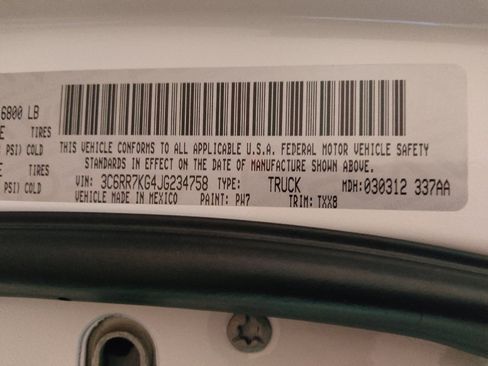 6800 LB
TIRES
PSI) COLD
TIRES
PSI) COLD
THIS VEHICLE CONFORMS TO ALL APPLICABLE U.S.A. FEDERAL MOTOR VEHICLE SAFETY
STANDARDS IN EFFECT ON THE DATE OF MANUFACTURE SHOWN ABOVE.
VIN: 3C6RR7KG4JG234758 TYPE: TRUCK MDH: 030312 337AA
VEHICLE MADE IN MEXICO PAINT: PW7 TRIM: TXX8